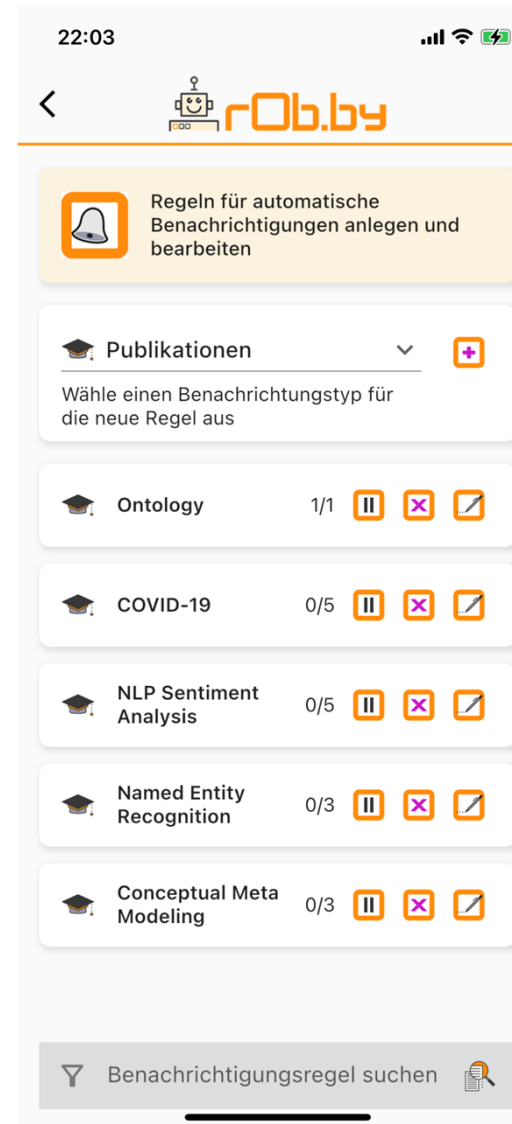 22:03
rOb.by
Regeln für automatische
Benachrichtigungen anlegen und
bearbeiten
Publikationen
Wähle einen Benachrichtungstyp für
die neue Regel aus
Ontology 1/1
COVID-19 0/5
NLP Sentiment
Analysis 0/5
Named Entity
Recognition 0/3
Conceptual Meta
Modeling 0/3
Benachrichtigungsregel suchen